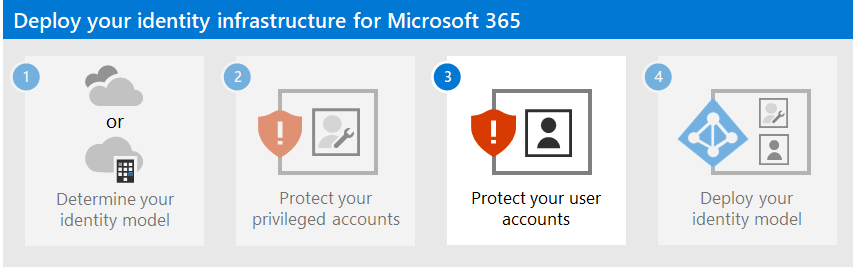 Deploy your identity infrastructure for Microsoft 365
1
or
Determine your
identity model
2
Protect your
privileged accounts
3
Protect your user
accounts
4
Deploy your
identity model